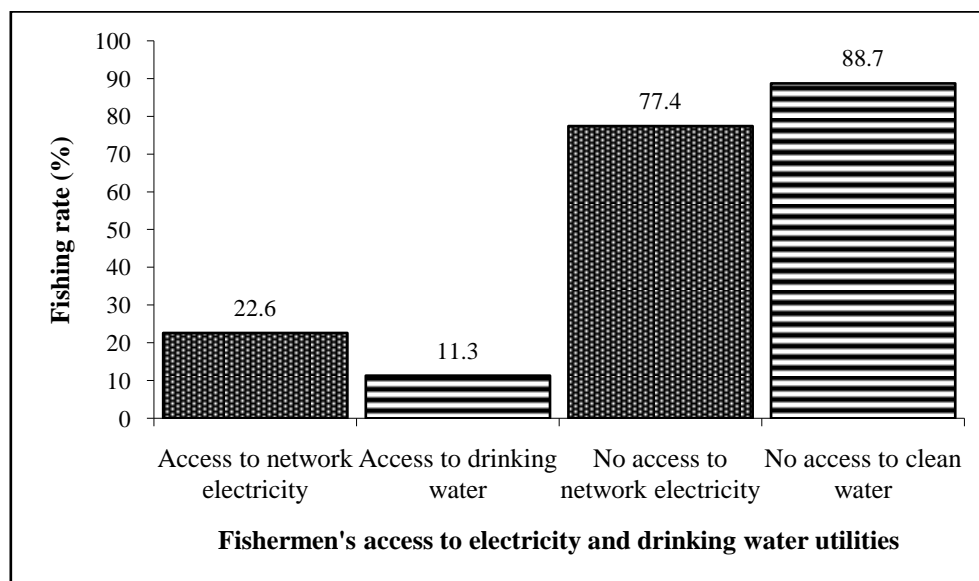 100
90
80
70
60
50
40
30
20
10
0
Fishing rate (%)
22.6
11.3
77.4
88.7
Access to network
electricity
Access to drinking
water
No access to
network electricity
No access to clean
water
Fishermen's access to electricity and drinking water utilities